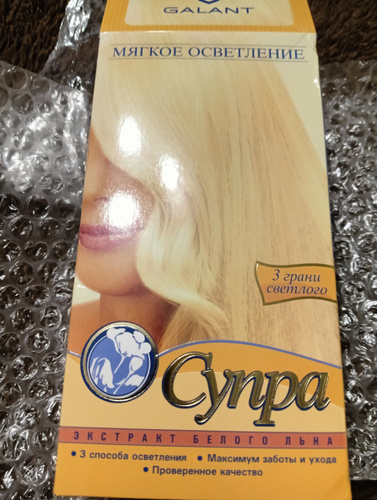 GALANT
МЯГКОЕ ОСВЕТЛЕНИЕ
3 грани
светлого
Супра
ЭКСТРАКТ БЕЛОГО ЛЬНА
• 3 способа осветления • Максимум заботы и ухода
• Проверенное качество